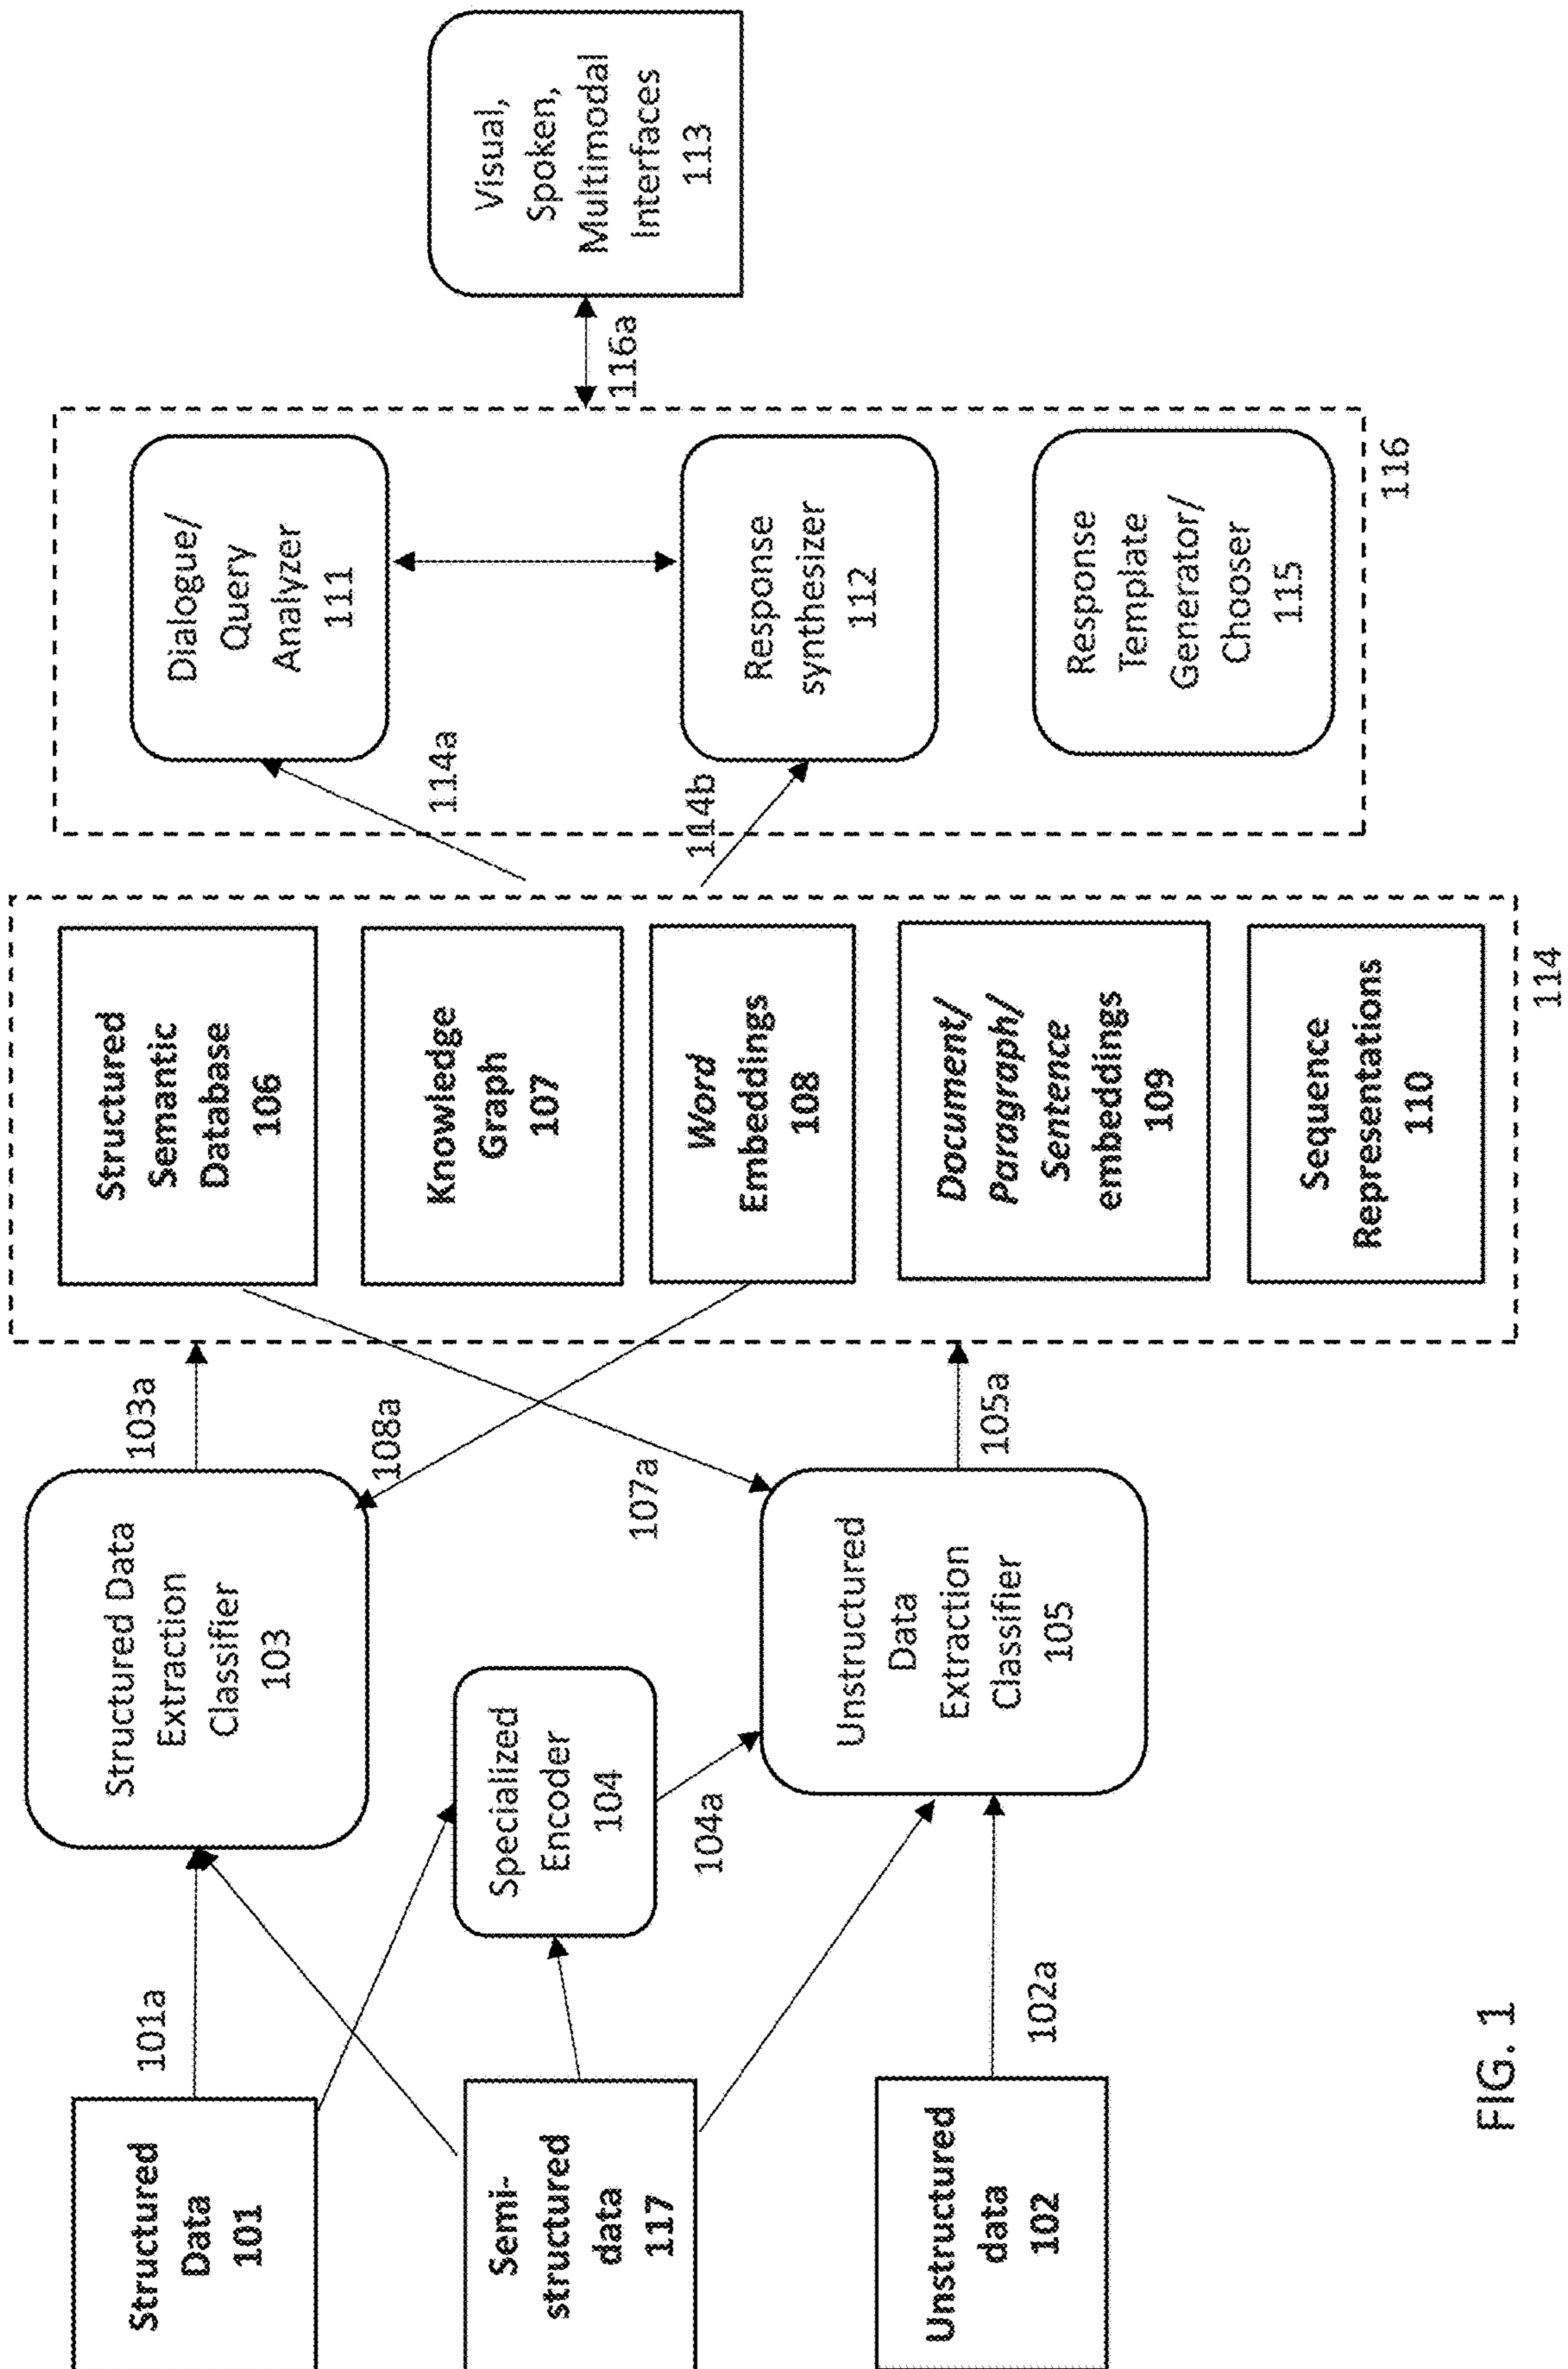 Structured
Data
101
Semi-
structured
data
117
Unstructured
data
102
101a
102a
Structured Data
Extraction
Classifier
103
Specialized
Encoder
104
104a
Unstructured
Data
Extraction
Classifier
105
103a
108a
107a
105a
Structured
Semantic
Database
106
Knowledge
Graph
107
Word
Embeddings
108
Document/
Paragraph/
Sentence
embeddings
109
Sequence
Representations
110
114
114a
114b
Dialogue/
Query
Analyzer
111
Response
synthesizer
112
Response
Template
Generator/
Chooser
115
116
116a
Visual,
Spoken,
Multimodal
Interfaces
113
FIG. 1